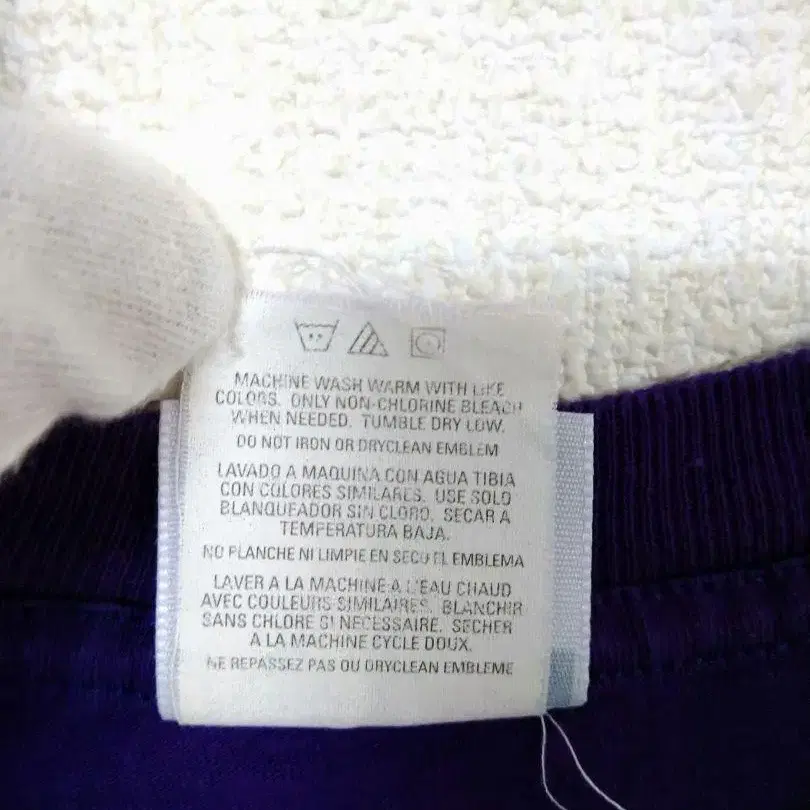 MACHINE WASH WARM WITH LIKE
COLORS. ONLY NON-CHLORINE BLEACH
WHEN NEEDED. TUMBLE DRY LOW.
DO NOT IRON OR DRYCLEAN EMBLEM
LAVADO A MAQUINA CON AGUA TIBIA
CON COLORES SIMILARES. USE SOLO
BLANQUEADOR SIN CLORO. SECAR A
TEMPERATURA BAJA.
NO PLANCHE NI LIMPIE EN SECO EL EMBLEMA
LAVER A LA MACHINE A L'EAU CHAUD
AVEC COULEURS SIMILAIRES. BLANCHIR
SANS CHLORE SI NECESSAIRE. SECHER
A LA MACHINE CYCLE DOUX.
NE REPASSEZ PAS OU DRYCLEAN EMBLEME